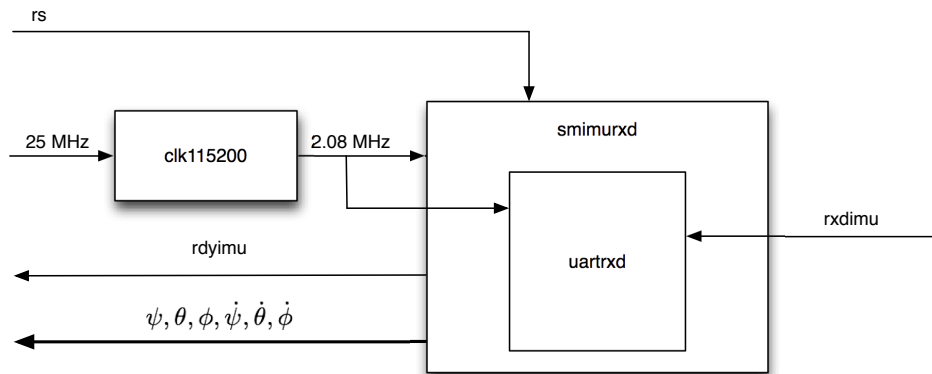 rs
smimurxd
25 MHz
clk115200
2.08 MHz
rxdimu
rdyimu
uartrxd
ψ, θ, ϕ, ψ̇, θ̇, ϕ̇